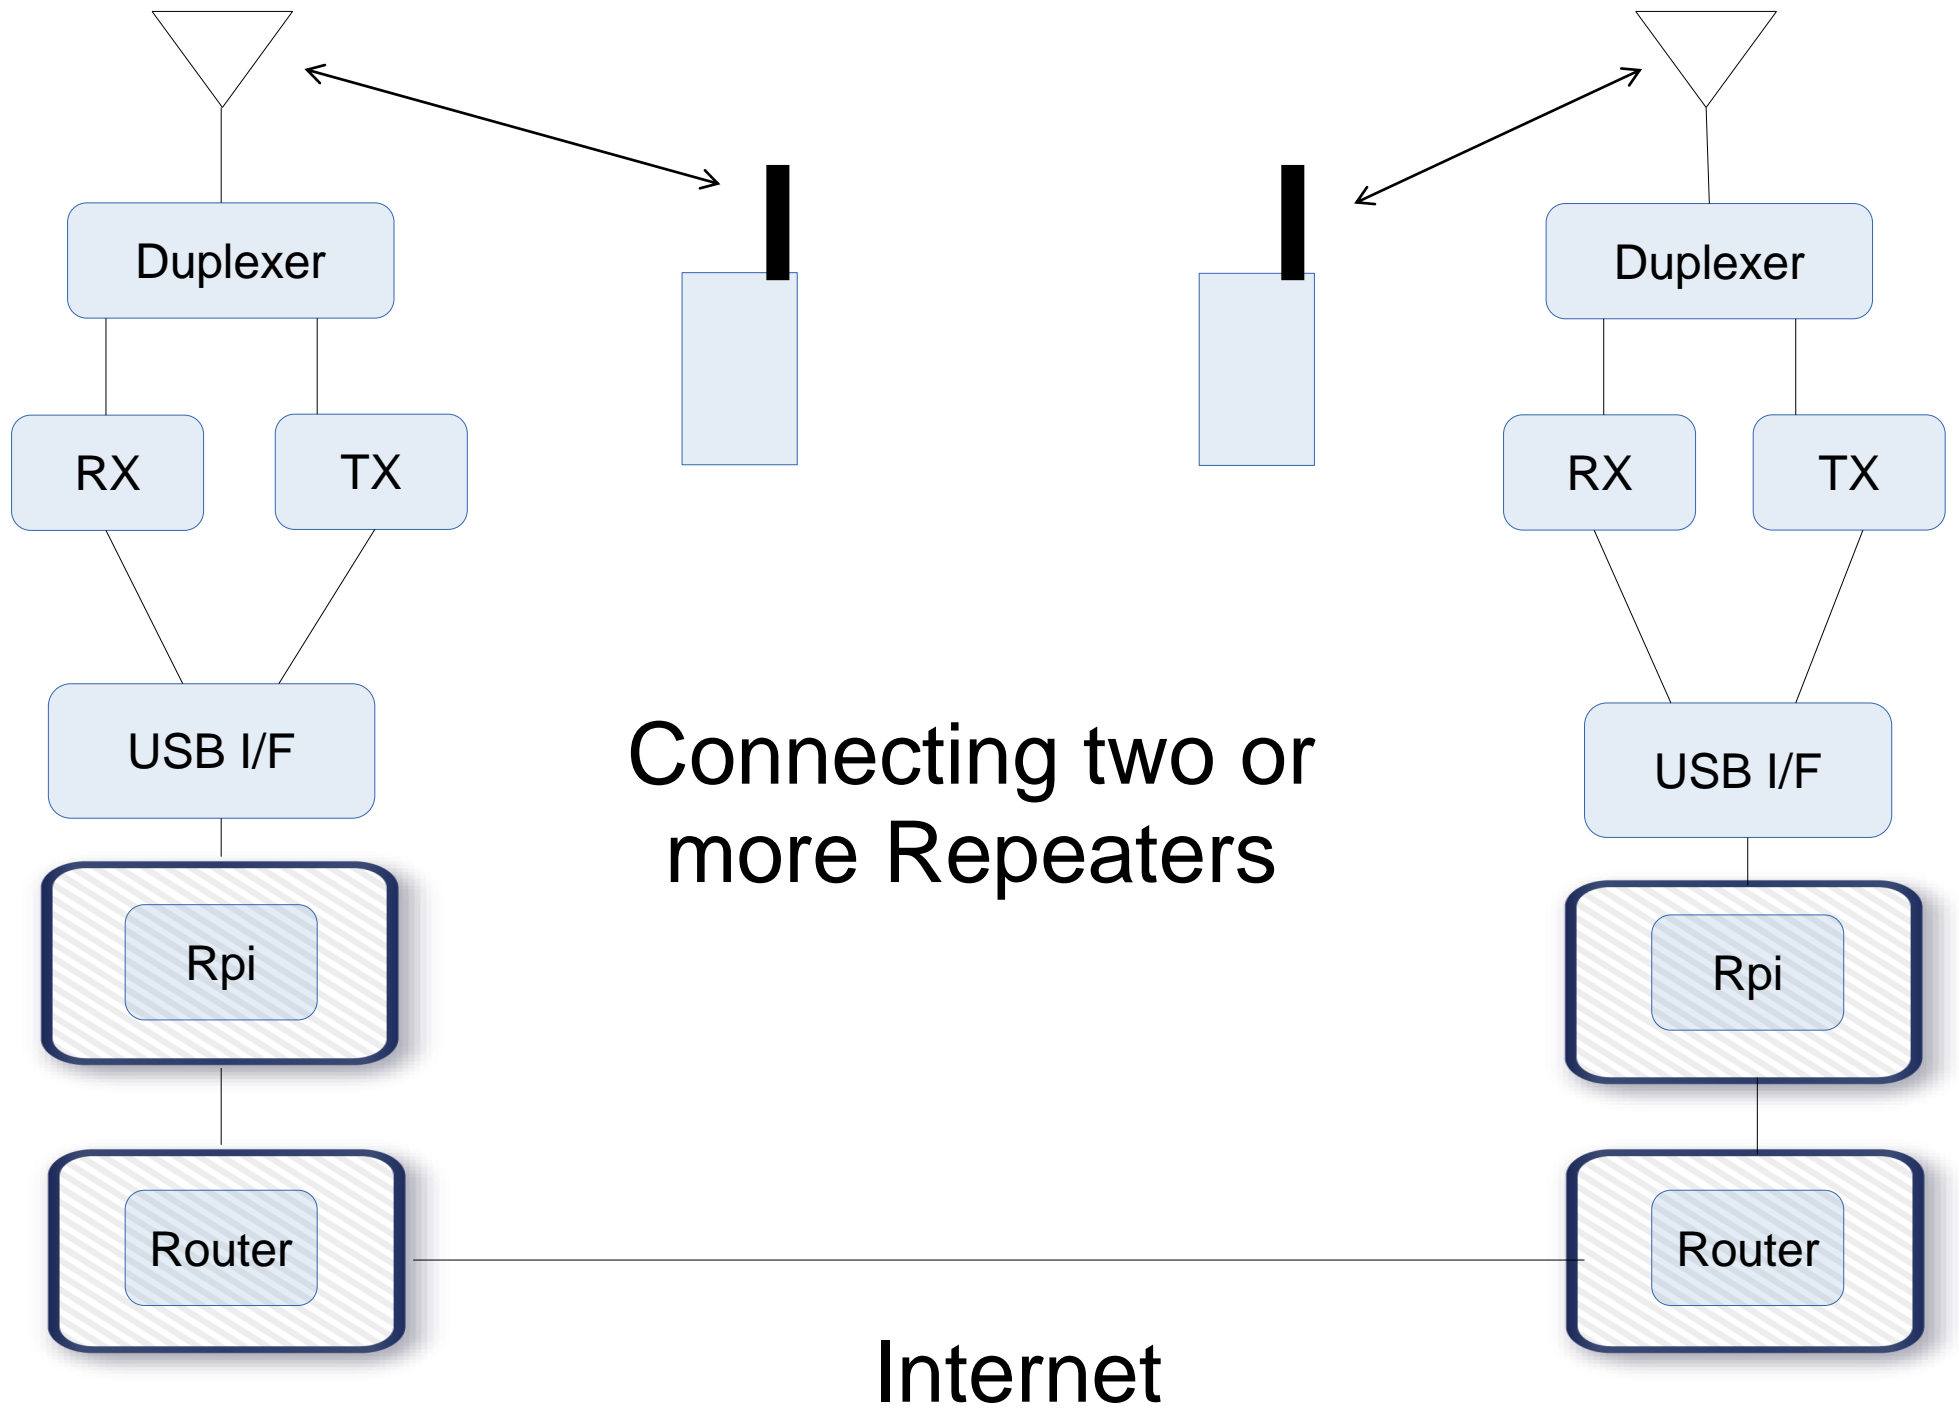 Duplexer
Duplexer
RX
TX
RX
TX
USB I/F
USB I/F
Connecting two or
more Repeaters
Rpi
Rpi
Router
Router
Internet